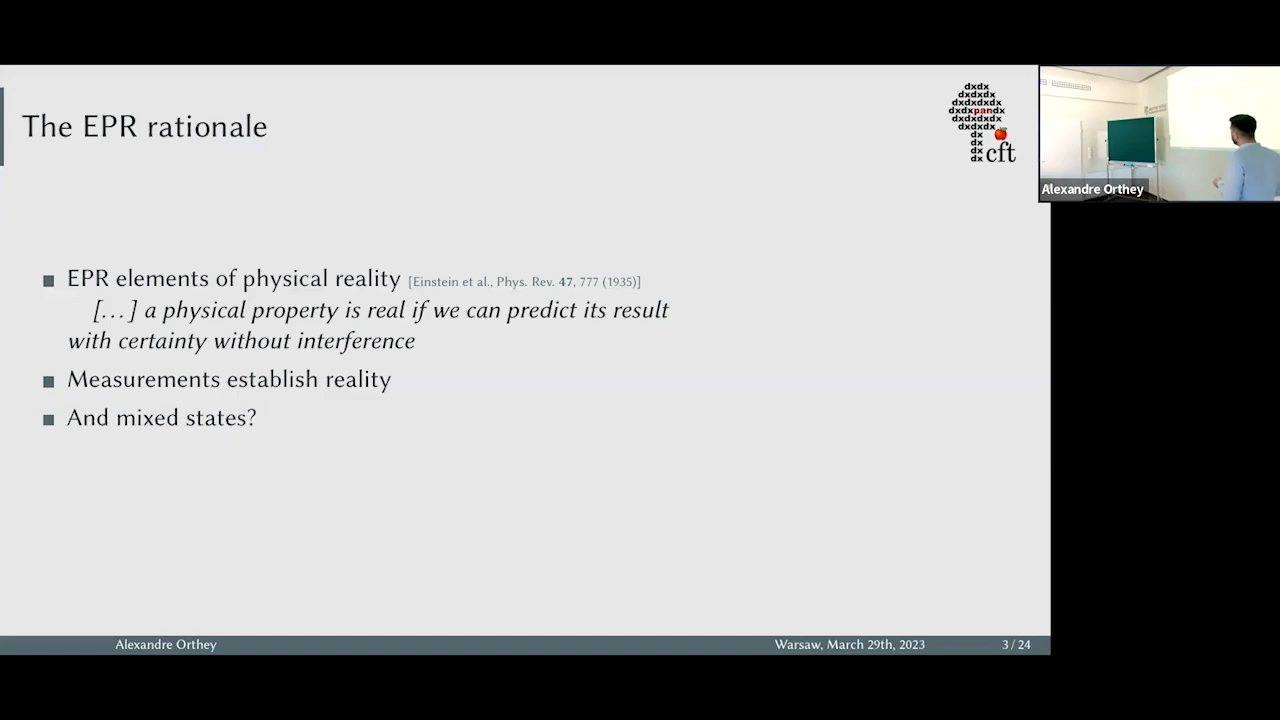 The EPR rationale
dxdx
dxdxdx
dxdxdxdx
dxdxpandx
dxdxdxdx
dxdxdx
dx
dx
dx
dx cft
Alexandre Orthey
■ EPR elements of physical reality [Einstein et al., Phys. Rev. 47, 777 (1935)]
[...] a physical property is real if we can predict its result
with certainty without interference
■ Measurements establish reality
■ And mixed states?
Alexandre Orthey Warsaw, March 29th, 2023 3 / 24